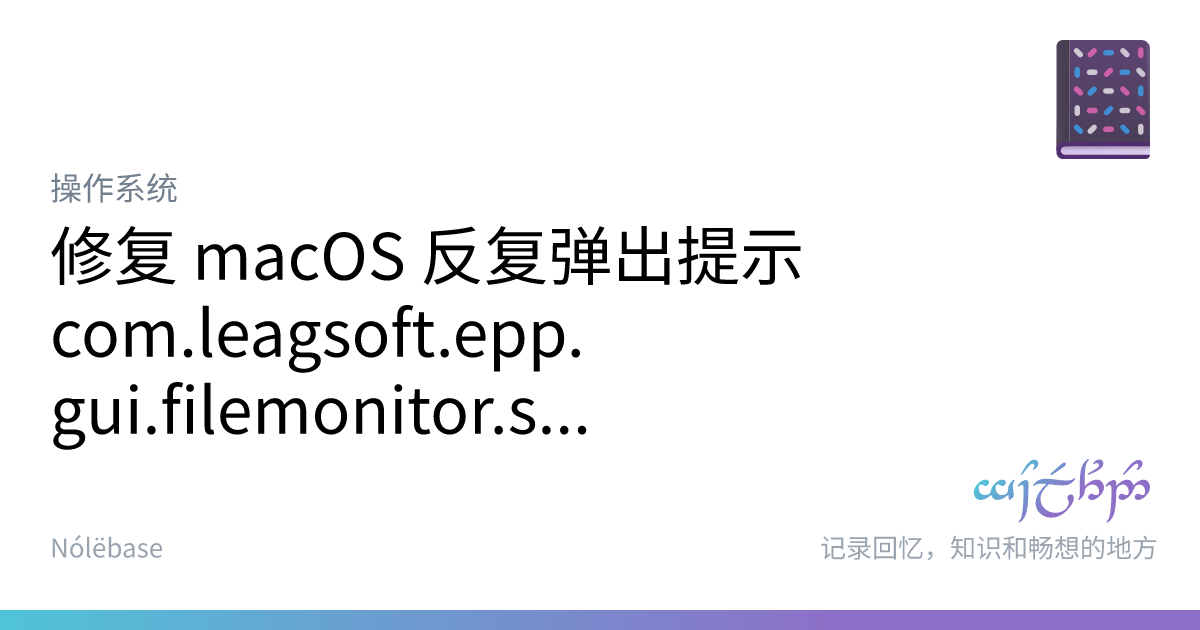 操作系统
修复 macOS 反复弹出提示
com.leagsoft.epp.
gui.filemonitor.s...
Nólëbase
记录回忆，知识和畅想的地方